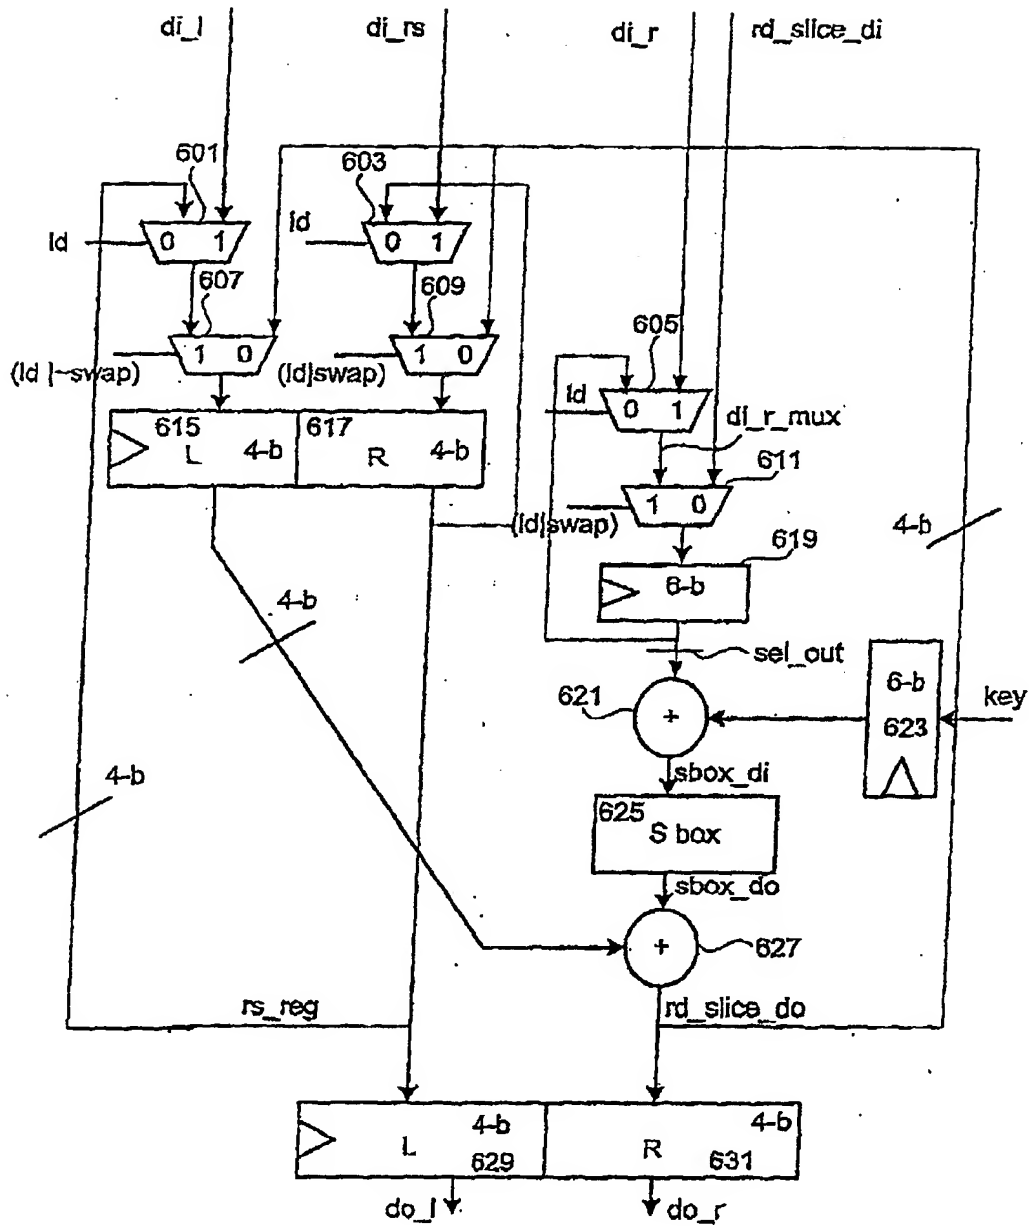 di_l di_rs di_r rd_slice_di
601 603
ld 0 1 ld 0 1
607 609
605
1 0 1 0
(ld |~swap) (ld|swap)
ld 0 1
di_r_mux
615 617
L 4-b R 4-b
611
1 0
(ld|swap) 4-b
619
6-b
4-b
sel_out
621 + 6-b
623 key
sbox_di
4-b
625
S box
sbox_do
+ 627
rs_reg rd_slice_do
4-b 4-b
L 629 R 631
do_l do_r